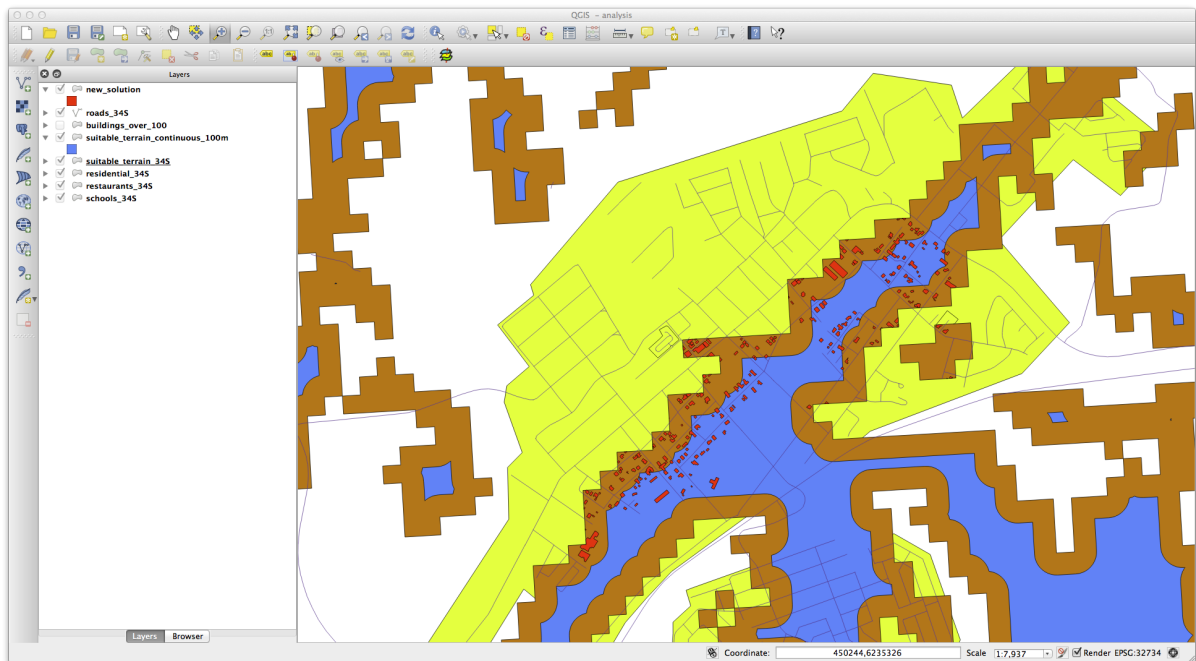 QGIS - analysis
Layers
new_solution
roads_34S
buildings_over_100
suitable_terrain_continuous_100m
suitable_terrain_34S
residential_34S
restaurants_34S
schools_34S
Layers Browser
Coordinate: 450244,6235326 Scale 1:7,937 Render EPSG:32734